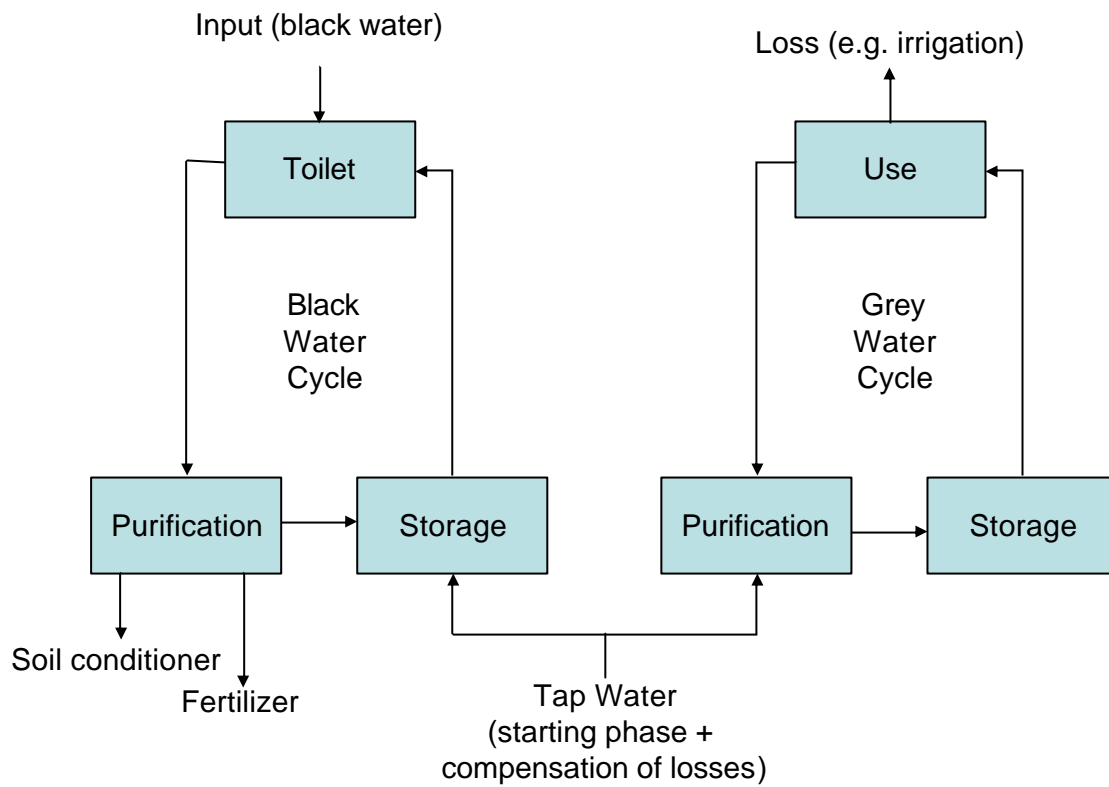 Input (black water)
Loss (e.g. irrigation)
Toilet
Use
Black
Water
Cycle
Grey
Water
Cycle
Purification
Storage
Purification
Storage
Soil conditioner
Fertilizer
Tap Water
(starting phase +
compensation of losses)